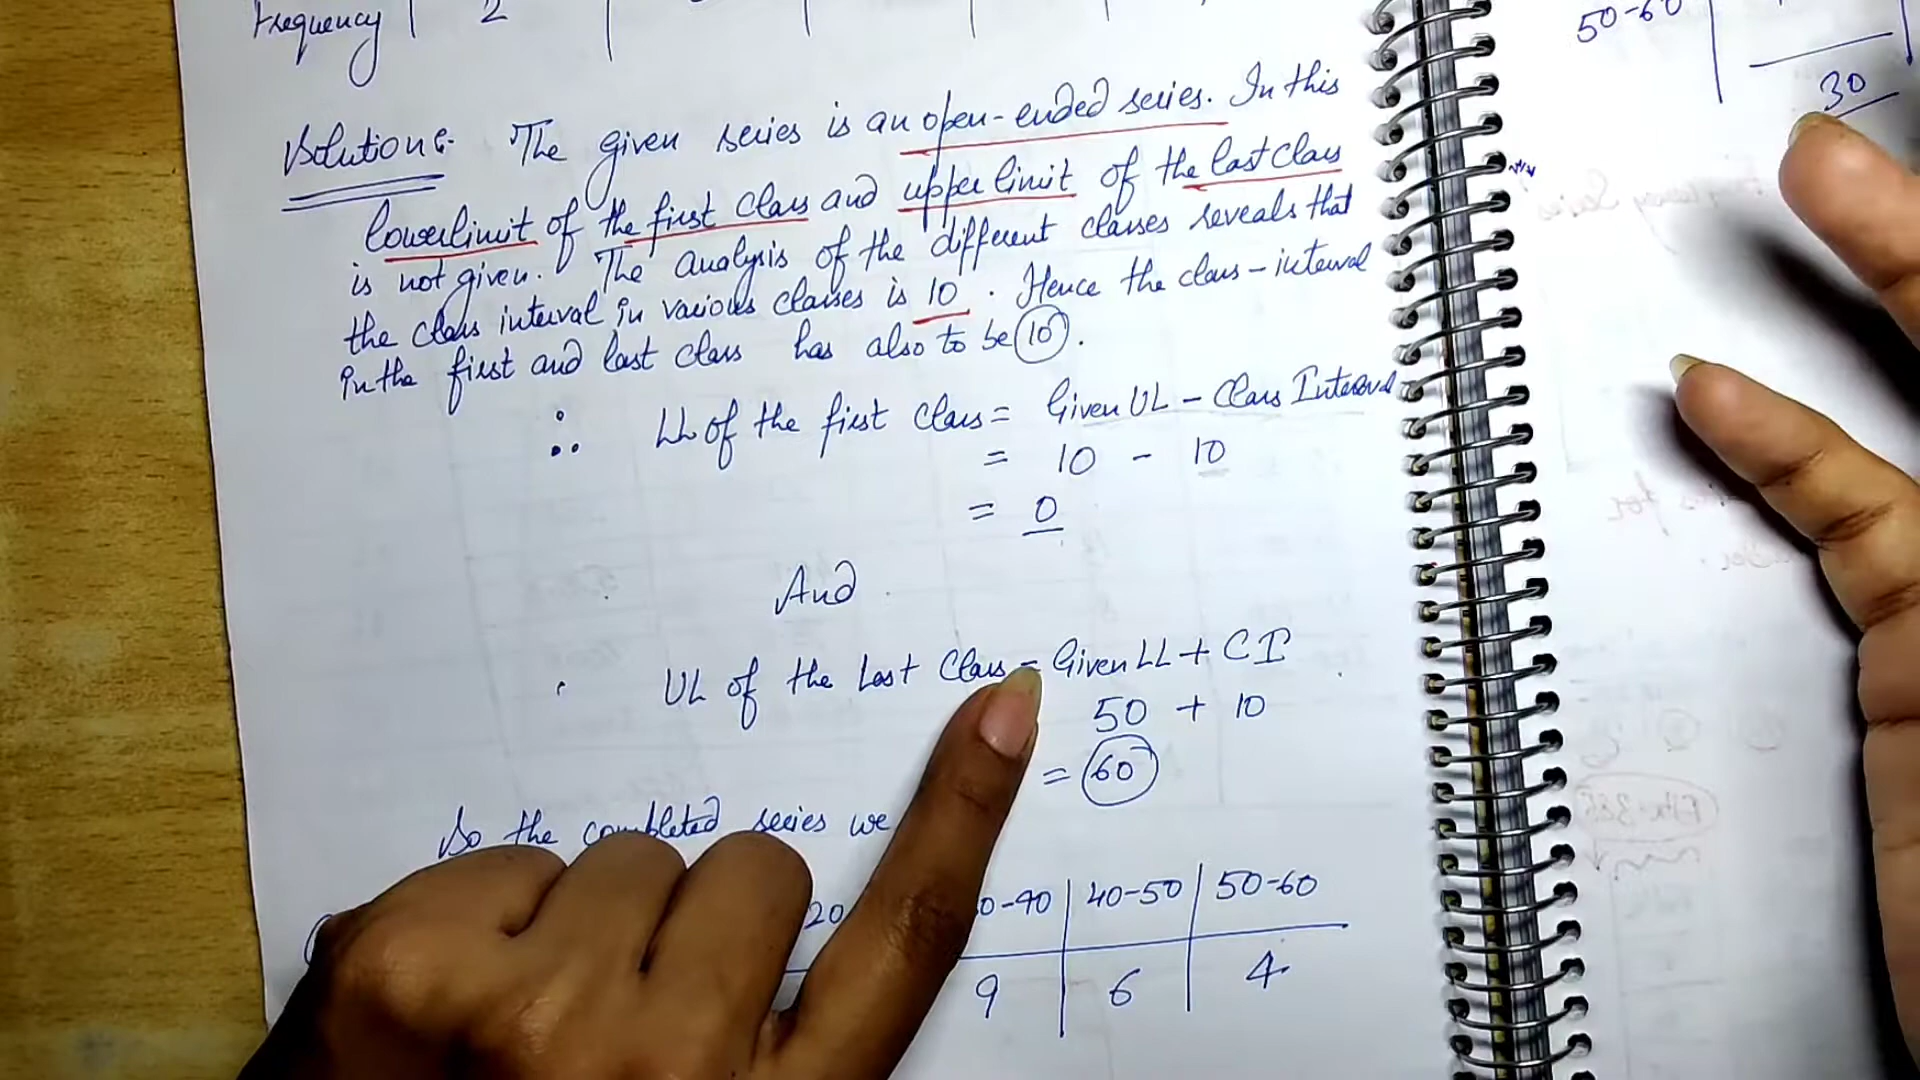 Frequency 2
Solution:- The given series is an open-ended series. In this
lower limit of the first class and upper limit of the last class
is not given. The analysis of the different classes reveals that
the class interval in various classes is 10. Hence the class-interval
in the first and last class has also to be 10.
∴ LL of the first class = Given UL - Class Interval
= 10 - 10
= 0
And
UL of the Last Class = Given LL + CI
50 + 10
= 60
So the completed series we
20 0-40 40-50 50-60
9 6 4
50-60
30